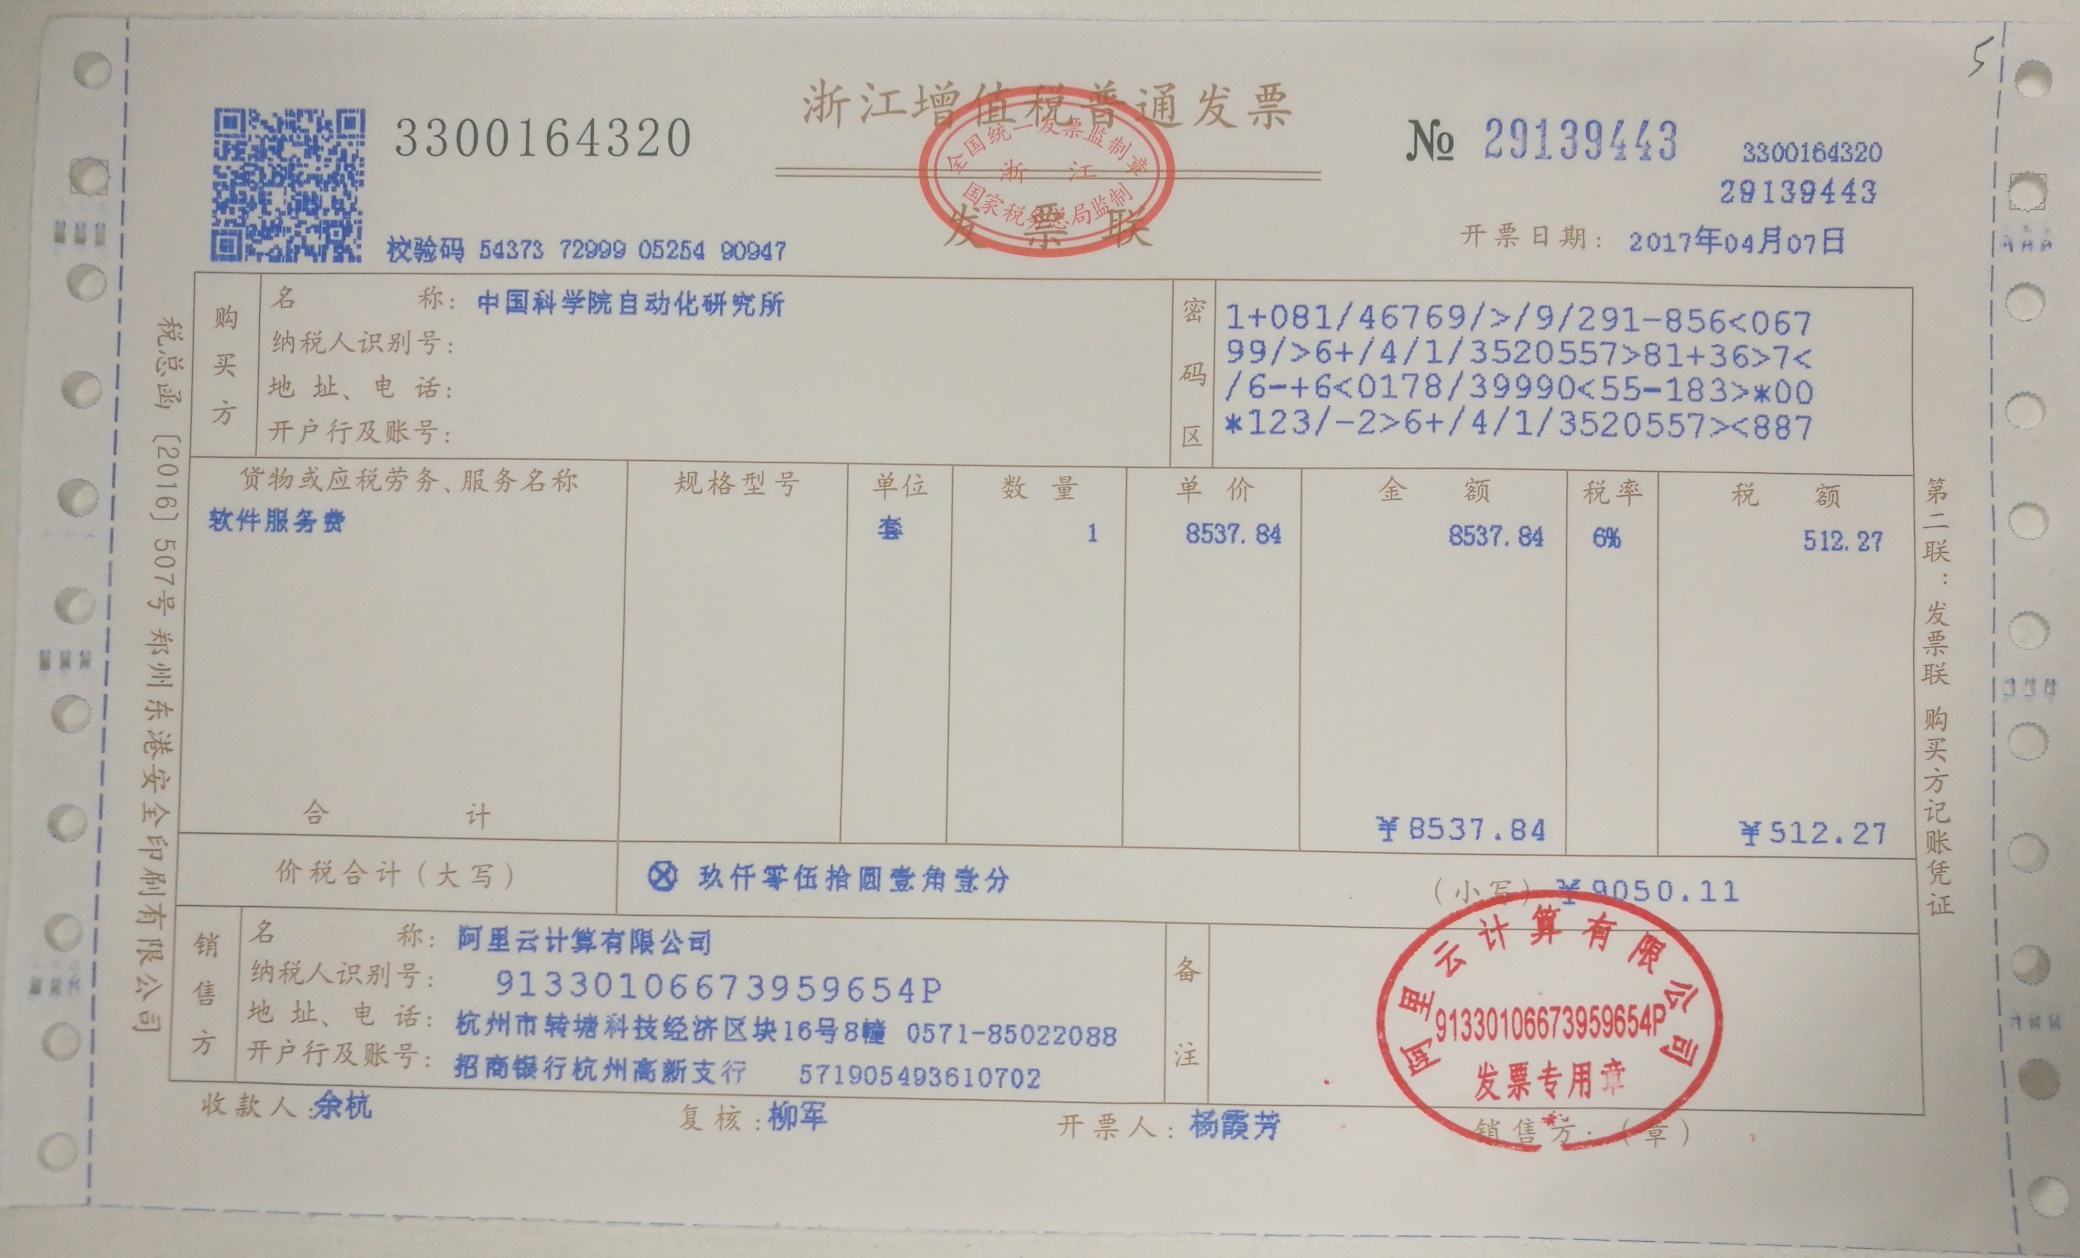 5
浙江增值税普通发票
3300164320
№ 29139443
3300164320
29139443
全国统一发票监制章
浙 江
国家税务总局监制
发 票 联
校验码 54373 72999 05254 90947
开票日期： 2017年04月07日
购买方
名 称： 中国科学院自动化研究所
纳税人识别号：
地 址、电 话：
开户行及账号：
密码区
1+081/46769/>/9/291-856<067
99/>6+/4/1/3520557>81+36>7<
/6-+6<0178/39990<55-183>*00
*123/-2>6+/4/1/3520557><887
货物或应税劳务、服务名称 规格型号 单位 数 量 单 价 金 额 税率 税 额
软件服务费 套 1 8537.84 8537.84 6% 512.27
合 计 ￥8537.84 ￥512.27
价税合计（大写） ⊗ 玖仟零伍拾圆壹角壹分 （小写）￥9050.11
销售方
名 称： 阿里云计算有限公司
纳税人识别号： 91330106673959654P
地 址、电 话： 杭州市转塘科技经济区块16号8幢 0571-85022088
开户行及账号： 招商银行杭州高新支行 571905493610702
备注
阿里云计算有限公司
91330106673959654P
发票专用章
收款人：余杭 复核：柳军 开票人：杨霞芳 销售方：（章）
税总函〔2016〕507号郑州东港安全印刷有限公司
第二联：发票联 购买方记账凭证